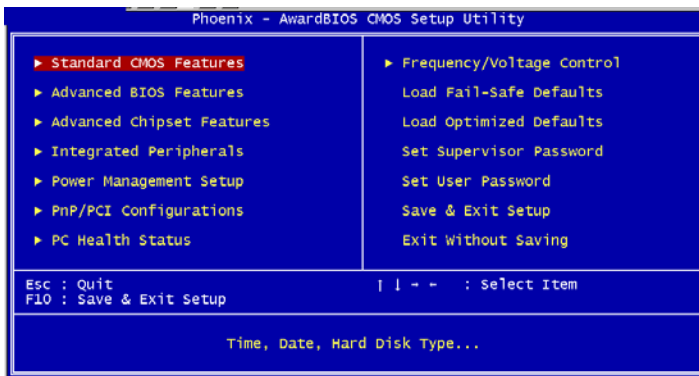 Phoenix - AwardBIOS CMOS Setup Utility
► Standard CMOS Features
► Advanced BIOS Features
► Advanced Chipset Features
► Integrated Peripherals
► Power Management Setup
► PnP/PCI Configurations
► PC Health Status
► Frequency/Voltage Control
Load Fail-Safe Defaults
Load Optimized Defaults
Set Supervisor Password
Set User Password
Save & Exit Setup
Exit Without Saving
Esc : Quit
F10 : Save & Exit Setup
↑ ↓ → ← : Select Item
Time, Date, Hard Disk Type...